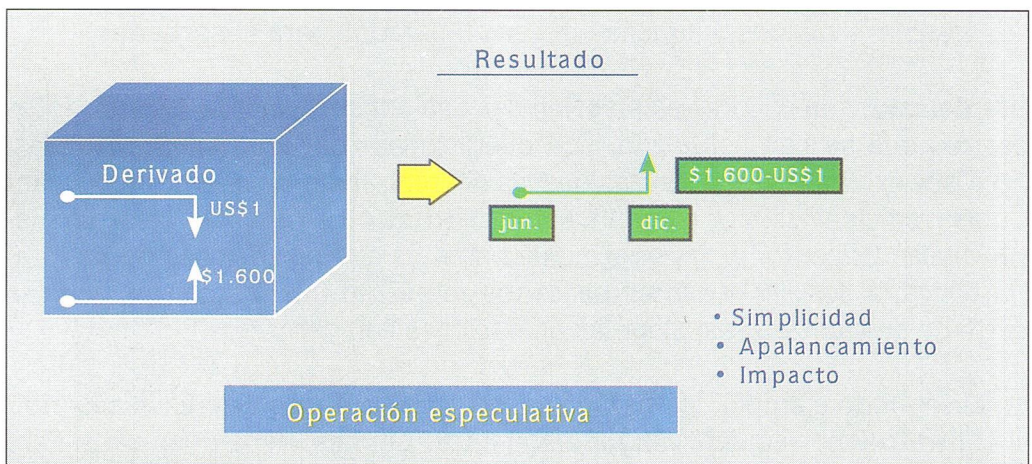 Resultado
Derivado
US$1
$1.600
$1.600-US$1
jun.
dic.
• Simplicidad
• Apalancamiento
• Impacto
Operación especulativa